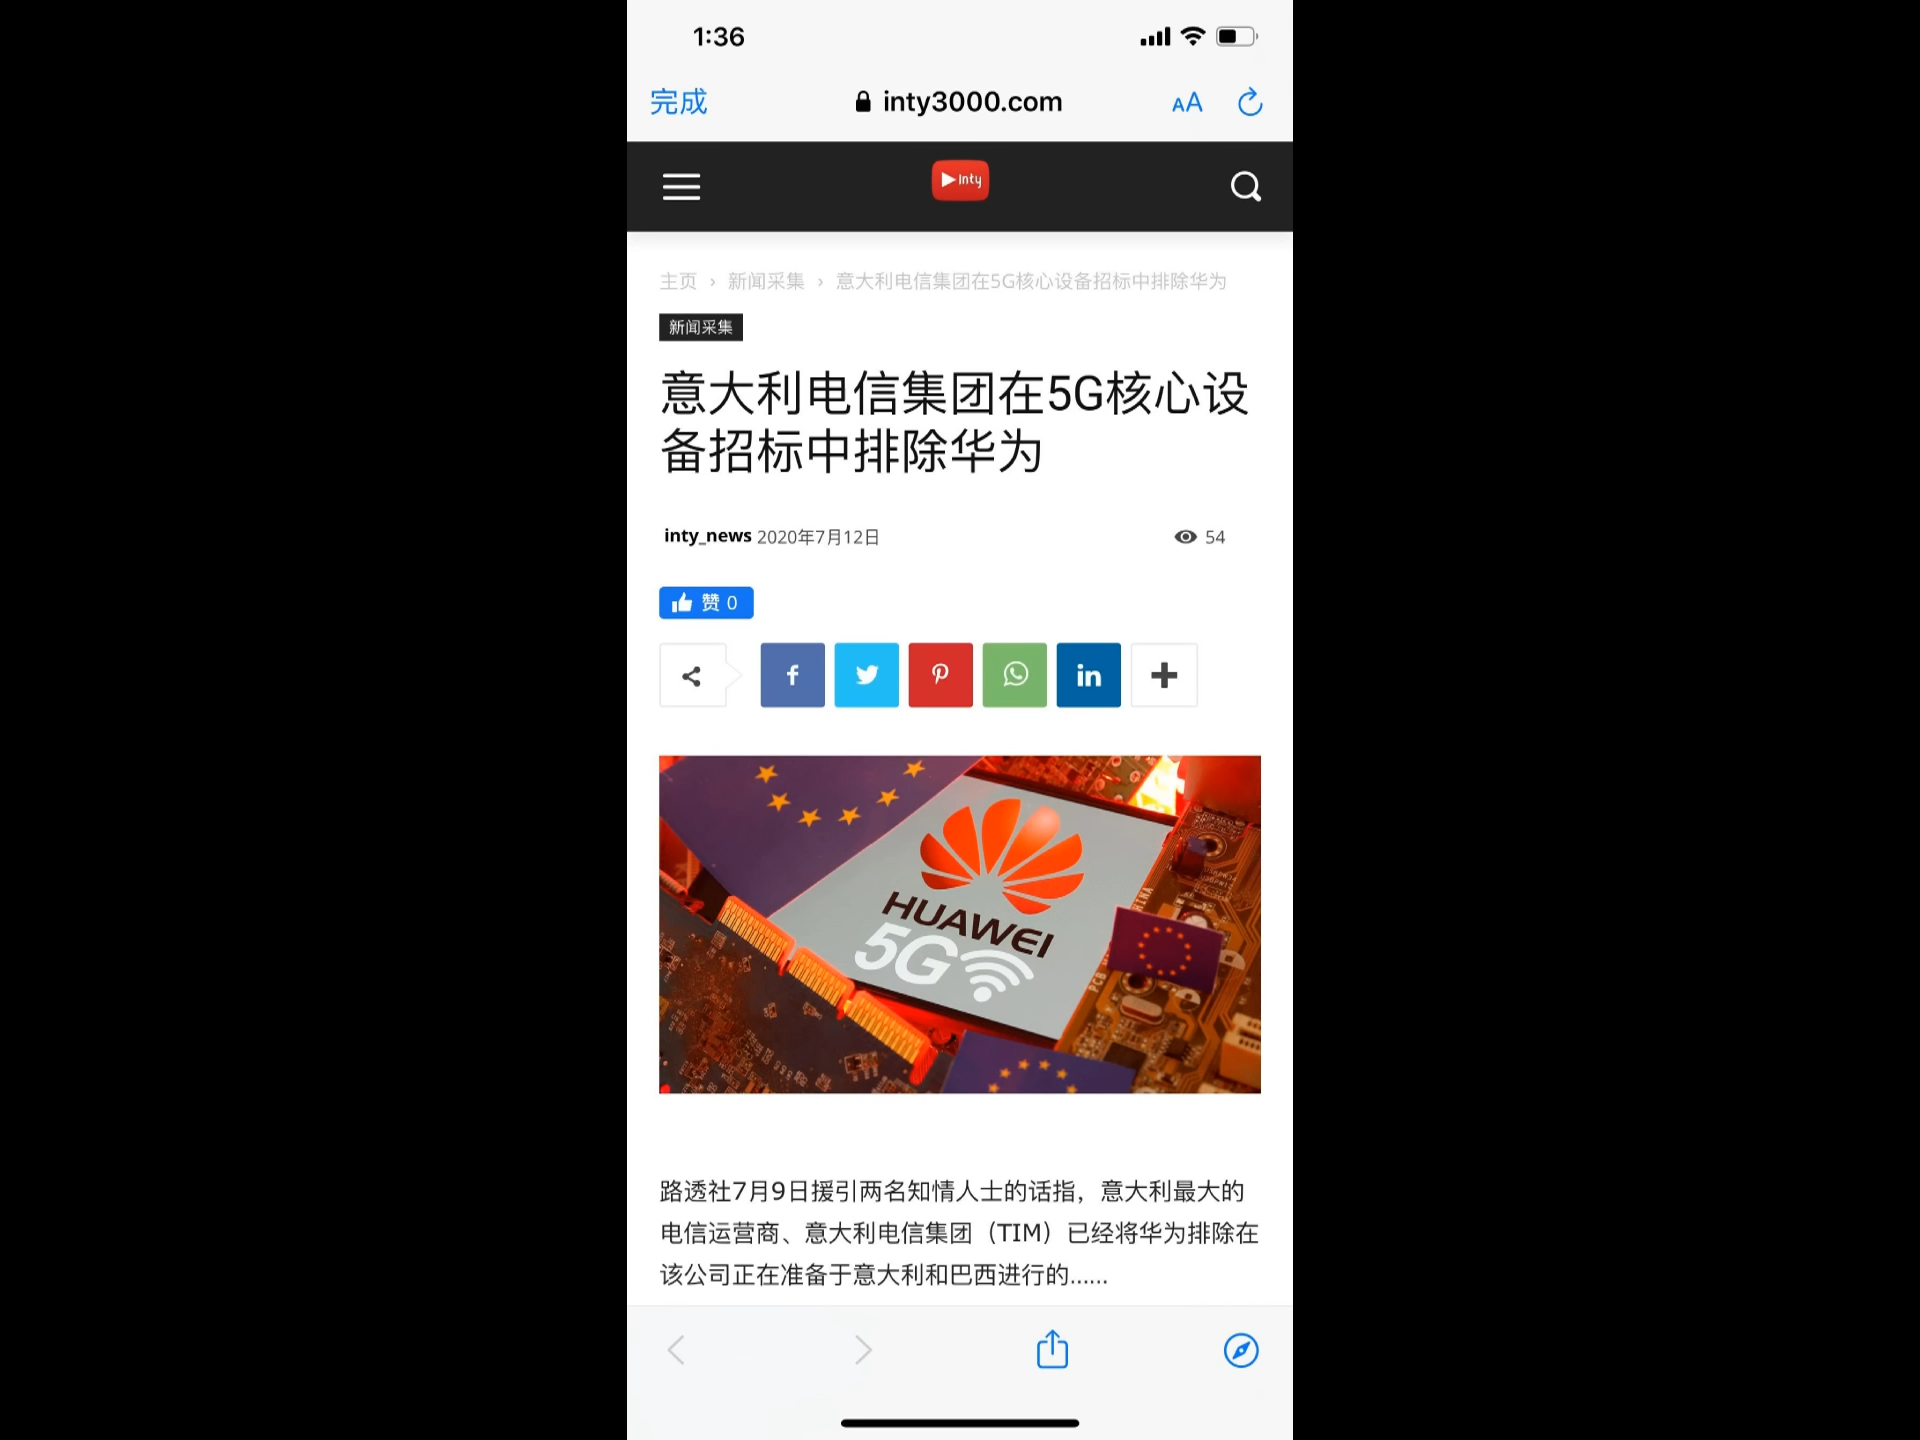 1:36
完成
inty3000.com
AA
Inty
主页 › 新闻采集 › 意大利电信集团在5G核心设备招标中排除华为
新闻采集
意大利电信集团在5G核心设
备招标中排除华为
inty_news 2020年7月12日
54
赞 0
HUAWEI
5G
PCB
路透社7月9日援引两名知情人士的话指，意大利最大的
电信运营商、意大利电信集团（TIM）已经将华为排除在
该公司正在准备于意大利和巴西进行的......